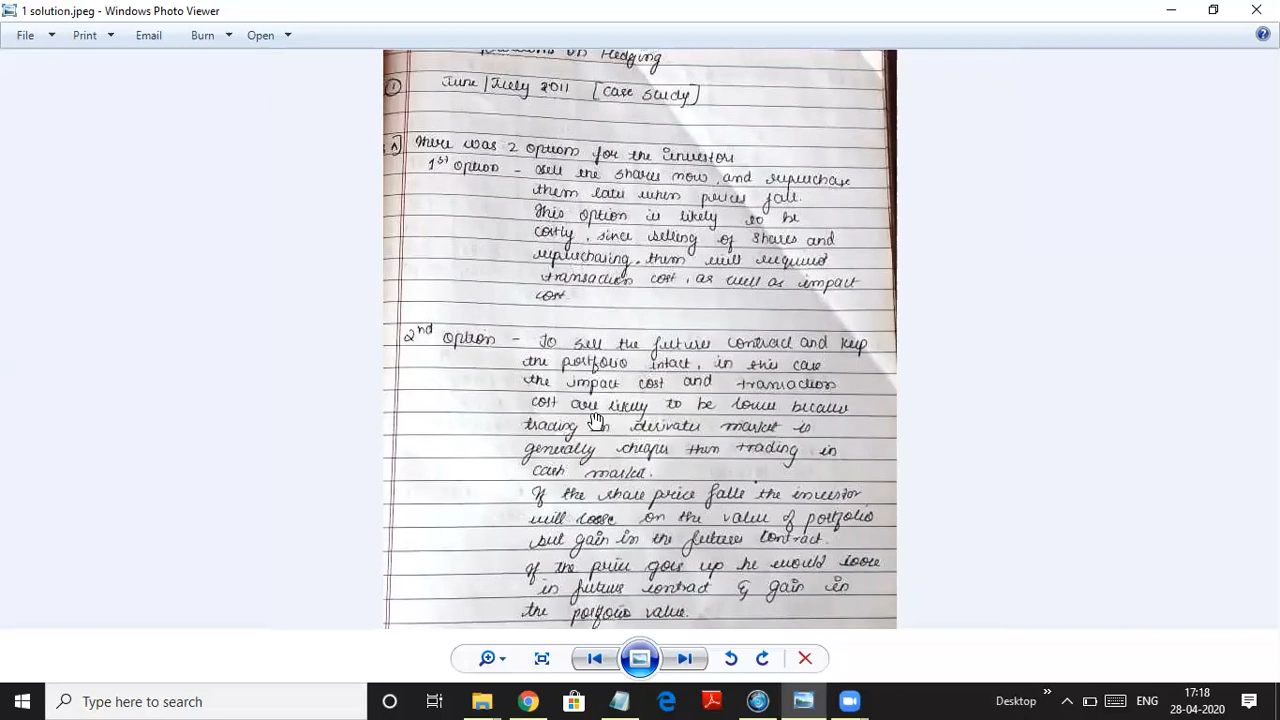 1 solution.jpeg - Windows Photo Viewer
File Print Burn Email Open
on Hedging
① June/July 2011 [Case Study]
A] There was 2 options for the investors
1st option - sell the shares now, and repurchase
them later when prices fall.
This option is likely to be
costly, since selling of shares and
repurchasing, them will required
transaction cost, as well as impact
cost.
2nd option - To sell the futures contract and keep
the portfolio intact, in this case
the impact cost and transaction
cost are likely to be lower because
trading in market is
generally cheaper then trading in
cash market.
If the share price falls the investor
will loose on the value of portfolio
but gain in the futures contract.
If the price goes up he would loose
in future contract & gain in
the portfolio value.
Type here to search
Desktop
ENG
17:18
28-04-2020